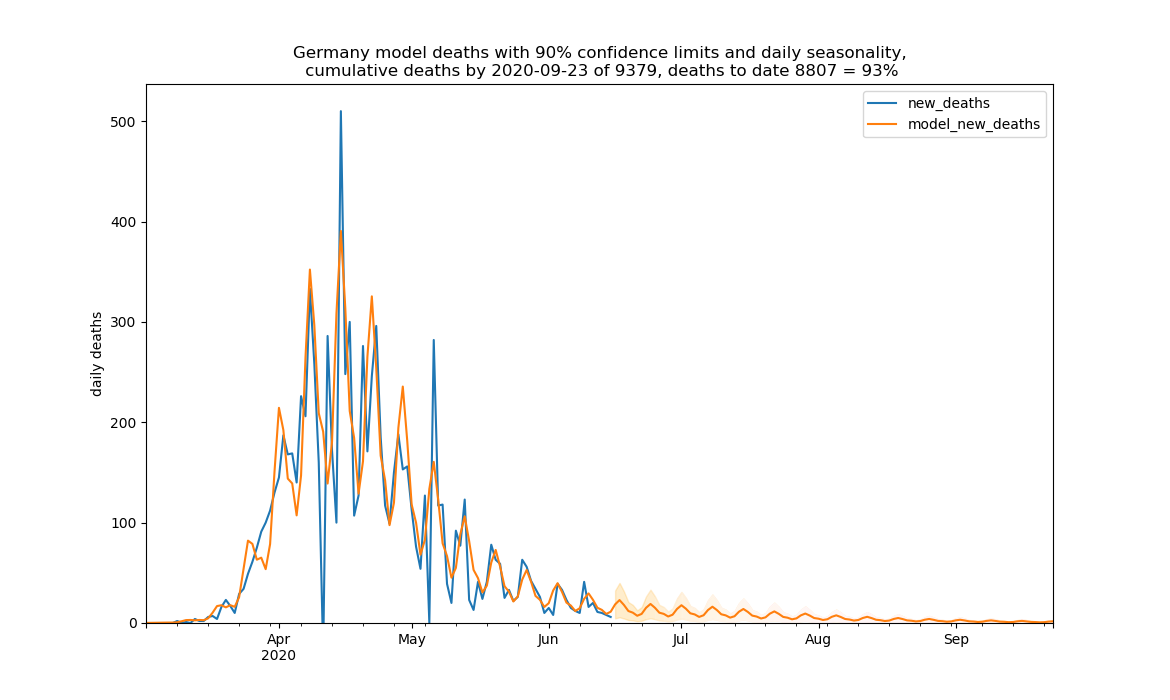 Germany model deaths with 90% confidence limits and daily seasonality,
cumulative deaths by 2020-09-23 of 9379, deaths to date 8807 = 93%
new_deaths
model_new_deaths
500
400
300
200
100
0
daily deaths
Apr May Jun Jul Aug Sep
2020